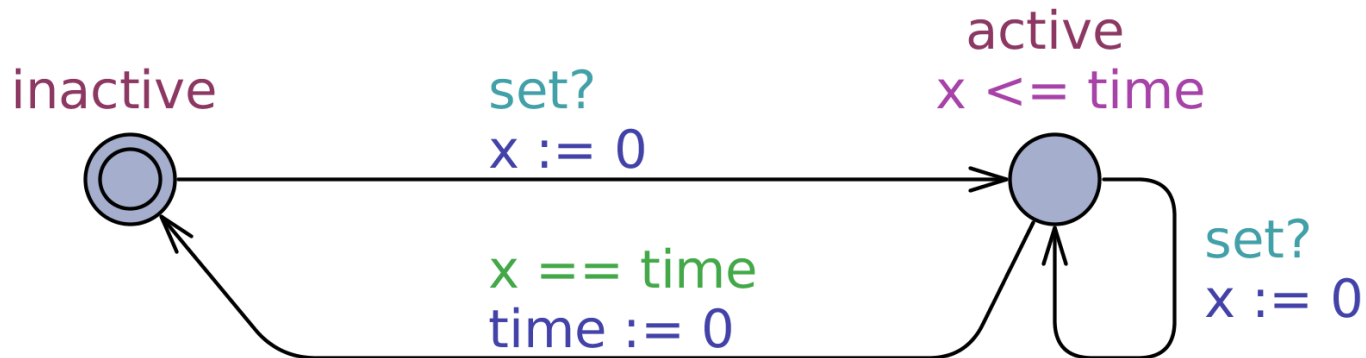 active
inactive
x <= time
set?
x := 0
x == time
time := 0
set?
x := 0